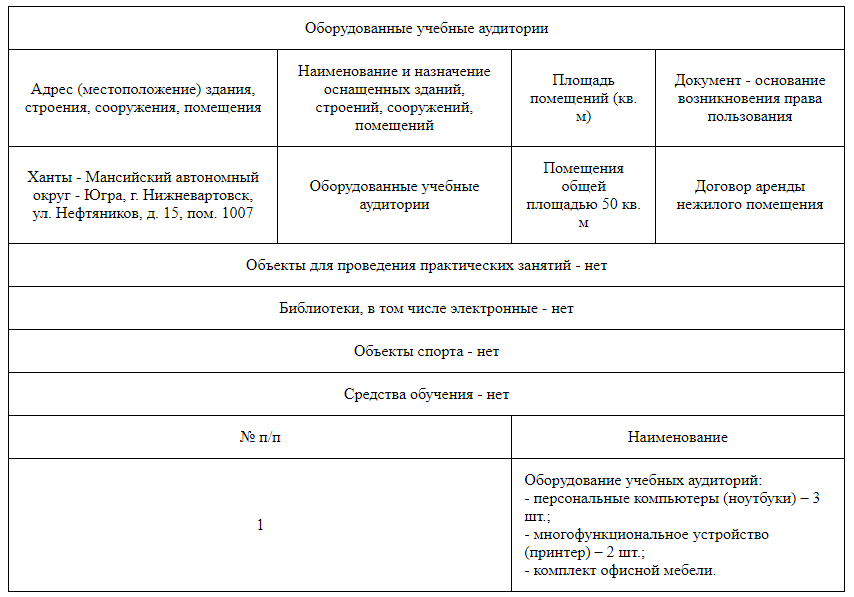 Оборудованные учебные аудитории
Адрес (местоположение) здания,
строения, сооружения, помещения
Наименование и назначение
оснащенных зданий,
строений, сооружений,
помещений
Площадь
помещений (кв.
м)
Документ - основание
возникновения права
пользования
Ханты - Мансийский автономный
округ - Югра, г. Нижневартовск,
ул. Нефтяников, д. 15, пом. 1007
Оборудованные учебные
аудитории
Помещения
общей
площадью 50 кв.
м
Договор аренды
нежилого помещения
Объекты для проведения практических занятий - нет
Библиотеки, в том числе электронные - нет
Объекты спорта - нет
Средства обучения - нет
№ п/п
Наименование
1
Оборудование учебных аудиторий:
- персональные компьютеры (ноутбуки) – 3
шт.;
- многофункциональное устройство
(принтер) – 2 шт.;
- комплект офисной мебели.